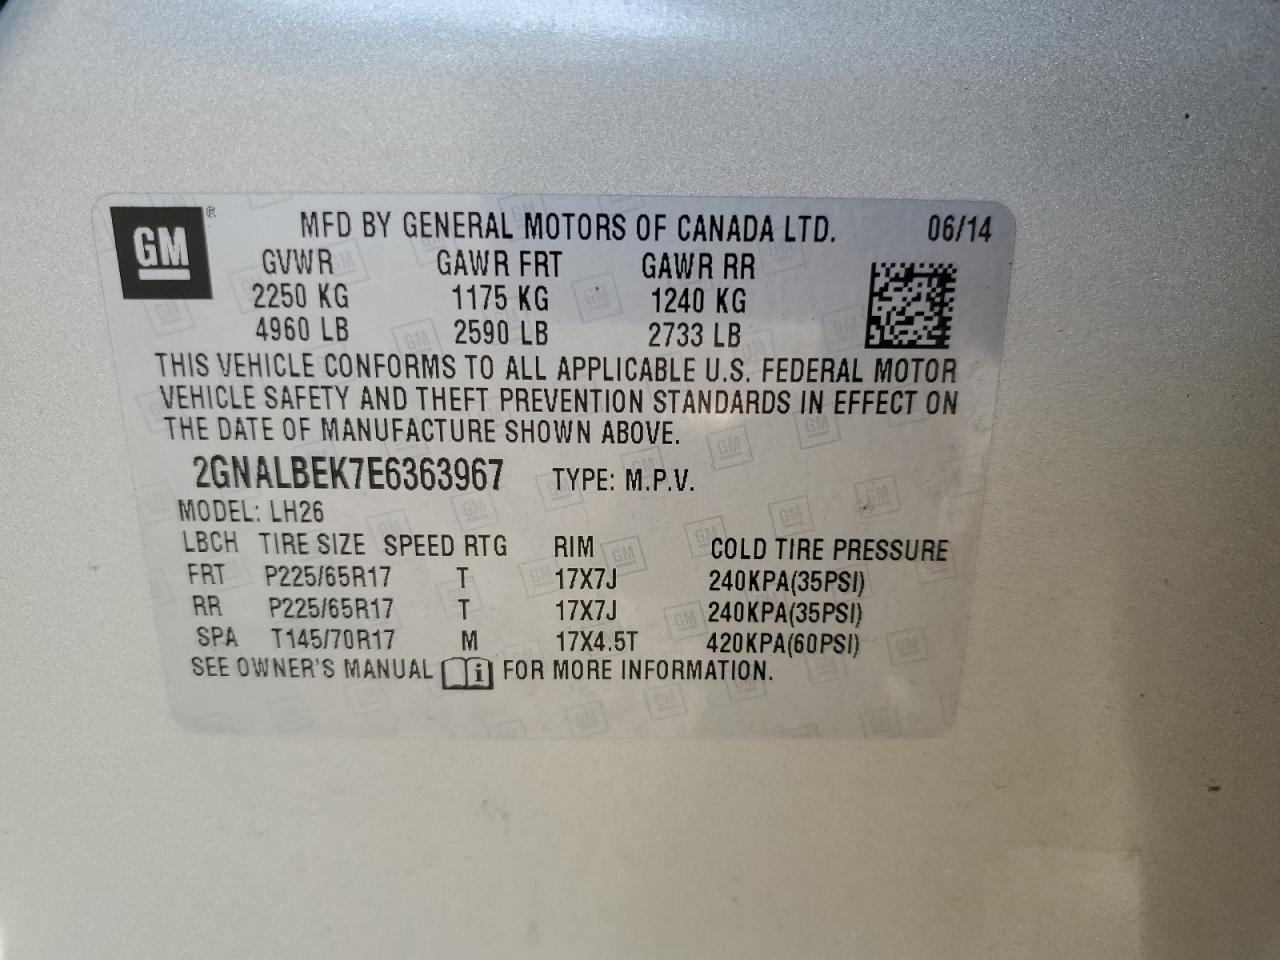 GM® MFD BY GENERAL MOTORS OF CANADA LTD. 06/14
GVWR GAWR FRT GAWR RR
2250 KG 1175 KG 1240 KG
4960 LB 2590 LB 2733 LB
THIS VEHICLE CONFORMS TO ALL APPLICABLE U.S. FEDERAL MOTOR
VEHICLE SAFETY AND THEFT PREVENTION STANDARDS IN EFFECT ON
THE DATE OF MANUFACTURE SHOWN ABOVE.
2GNALBEK7E6363967 TYPE: M.P.V.
MODEL: LH26
LBCH TIRE SIZE SPEED RTG RIM COLD TIRE PRESSURE
FRT P225/65R17 T 17X7J 240KPA(35PSI)
RR P225/65R17 T 17X7J 240KPA(35PSI)
SPA T145/70R17 M 17X4.5T 420KPA(60PSI)
SEE OWNER'S MANUAL i FOR MORE INFORMATION.